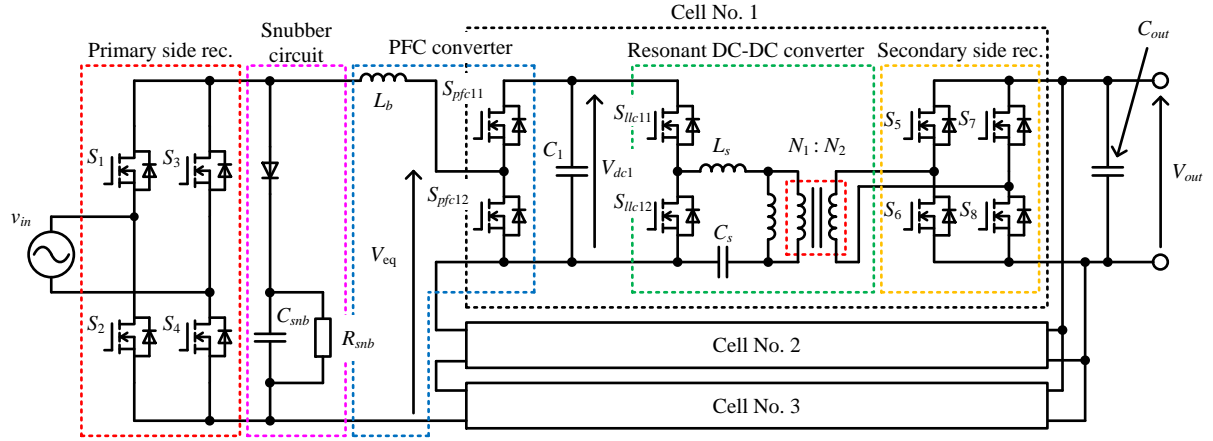 Cell No. 1
Primary side rec.
Snubber
circuit
PFC converter
Resonant DC-DC converter
Secondary side rec.
C_out
L_b
S_pfc11
S_llc11
S_5
S_7
S_1
S_3
C_1
V_dc1
L_s
N_1 : N_2
V_out
S_pfc12
S_llc12
S_6
S_8
v_in
V_eq
C_s
S_2
S_4
C_snb
R_snb
Cell No. 2
Cell No. 3